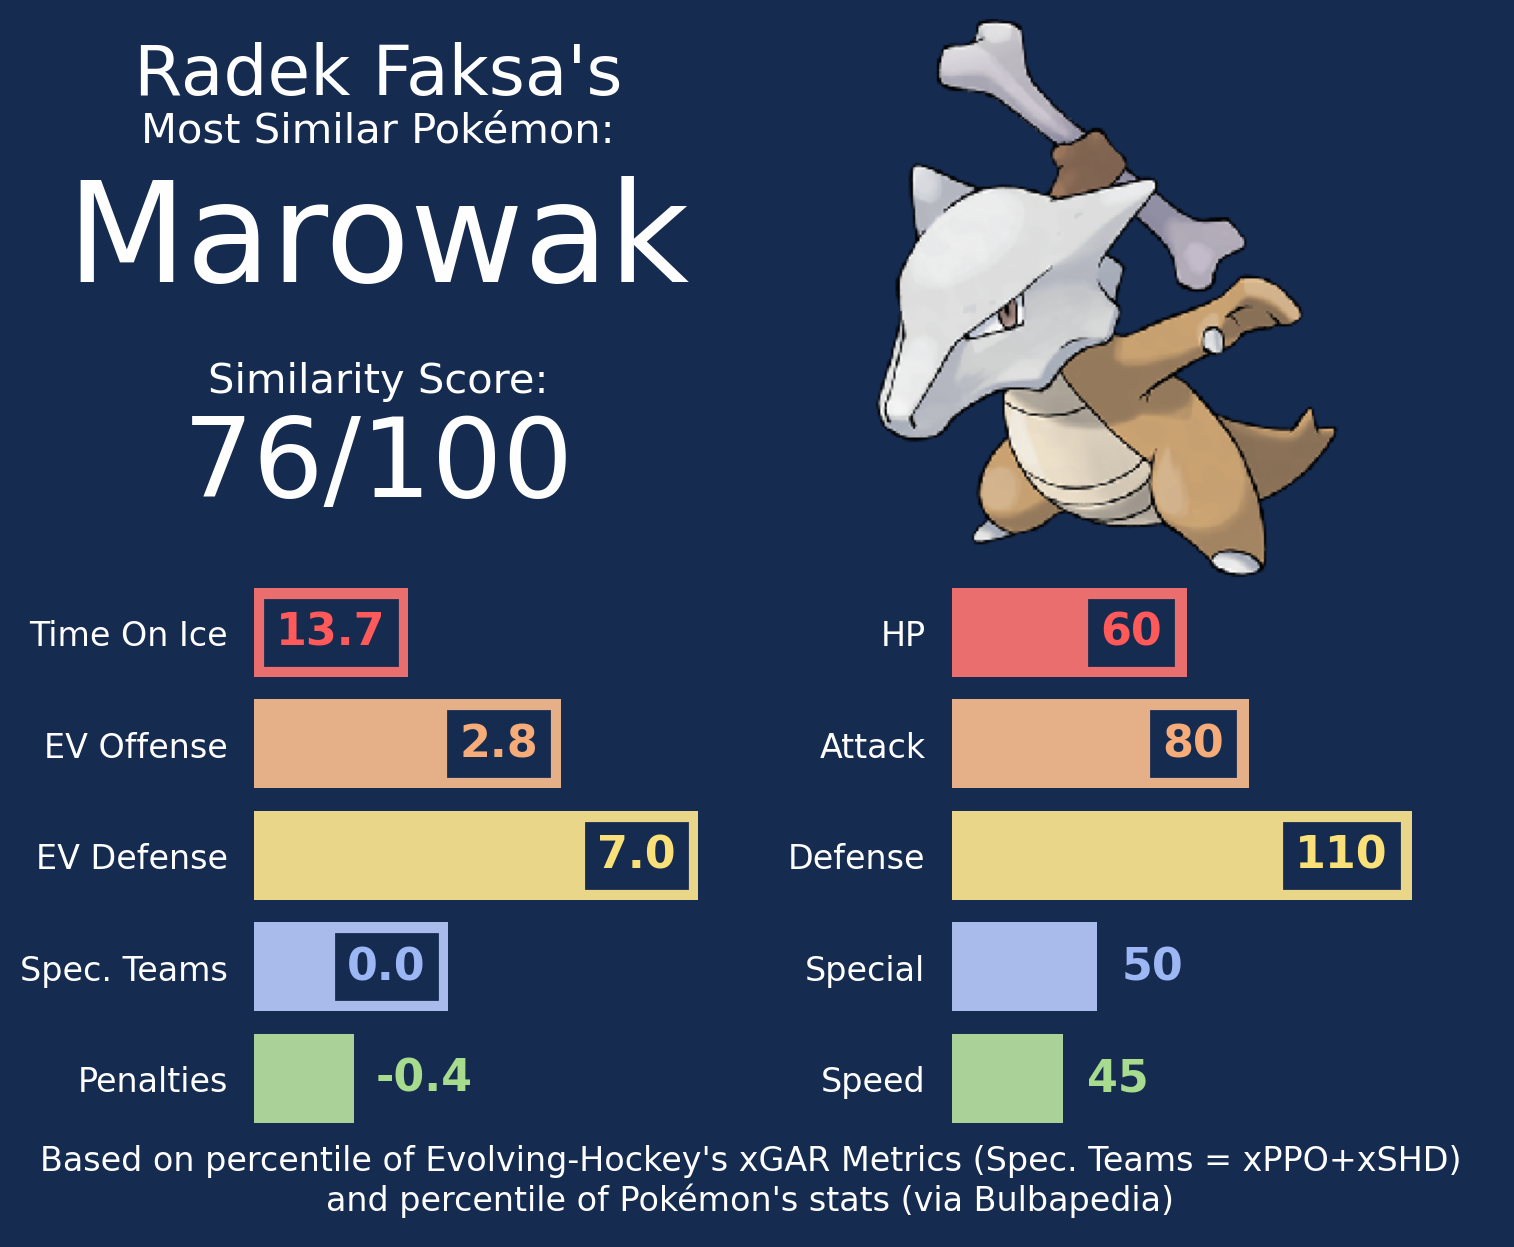 Radek Faksa's
Most Similar Pokémon:
Marowak
Similarity Score:
76/100
Time On Ice 13.7
EV Offense 2.8
EV Defense 7.0
Spec. Teams 0.0
Penalties -0.4
HP 60
Attack 80
Defense 110
Special 50
Speed 45
Based on percentile of Evolving-Hockey's xGAR Metrics (Spec. Teams = xPPO+xSHD)
and percentile of Pokémon's stats (via Bulbapedia)